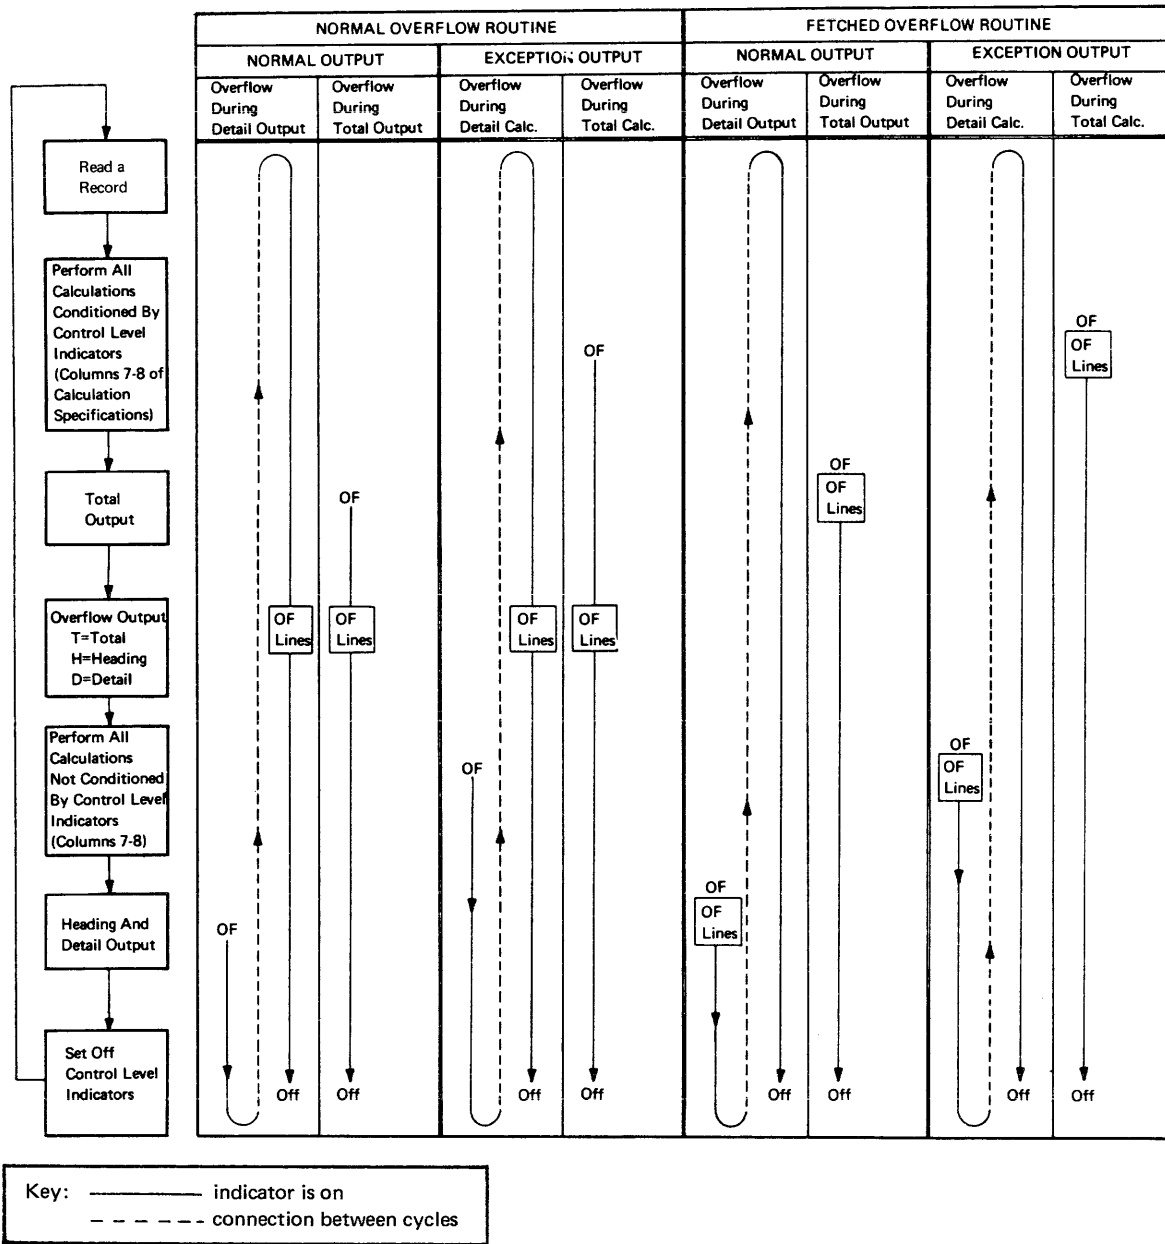 NORMAL OVERFLOW ROUTINE
FETCHED OVERFLOW ROUTINE
NORMAL OUTPUT
EXCEPTION OUTPUT
NORMAL OUTPUT
EXCEPTION OUTPUT
Overflow
During
Detail Output
Overflow
During
Total Output
Overflow
During
Detail Calc.
Overflow
During
Total Calc.
Overflow
During
Detail Output
Overflow
During
Total Output
Overflow
During
Detail Calc.
Overflow
During
Total Calc.
Read a
Record
Perform All
Calculations
Conditioned By
Control Level
Indicators
(Columns 7-8 of
Calculation
Specifications)
OF
OF
OF
Lines
Total
Output
OF
OF
OF
Lines
Overflow Output
T=Total
H=Heading
D=Detail
OF
Lines
OF
Lines
OF
Lines
OF
Lines
Perform All
Calculations
Not Conditioned
By Control Level
Indicators
(Columns 7-8)
OF
OF
OF
Lines
Heading And
Detail Output
OF
OF
OF
Lines
Set Off
Control Level
Indicators
Off
Off
Off
Off
Off
Off
Off
Off
Key:
indicator is on
connection between cycles